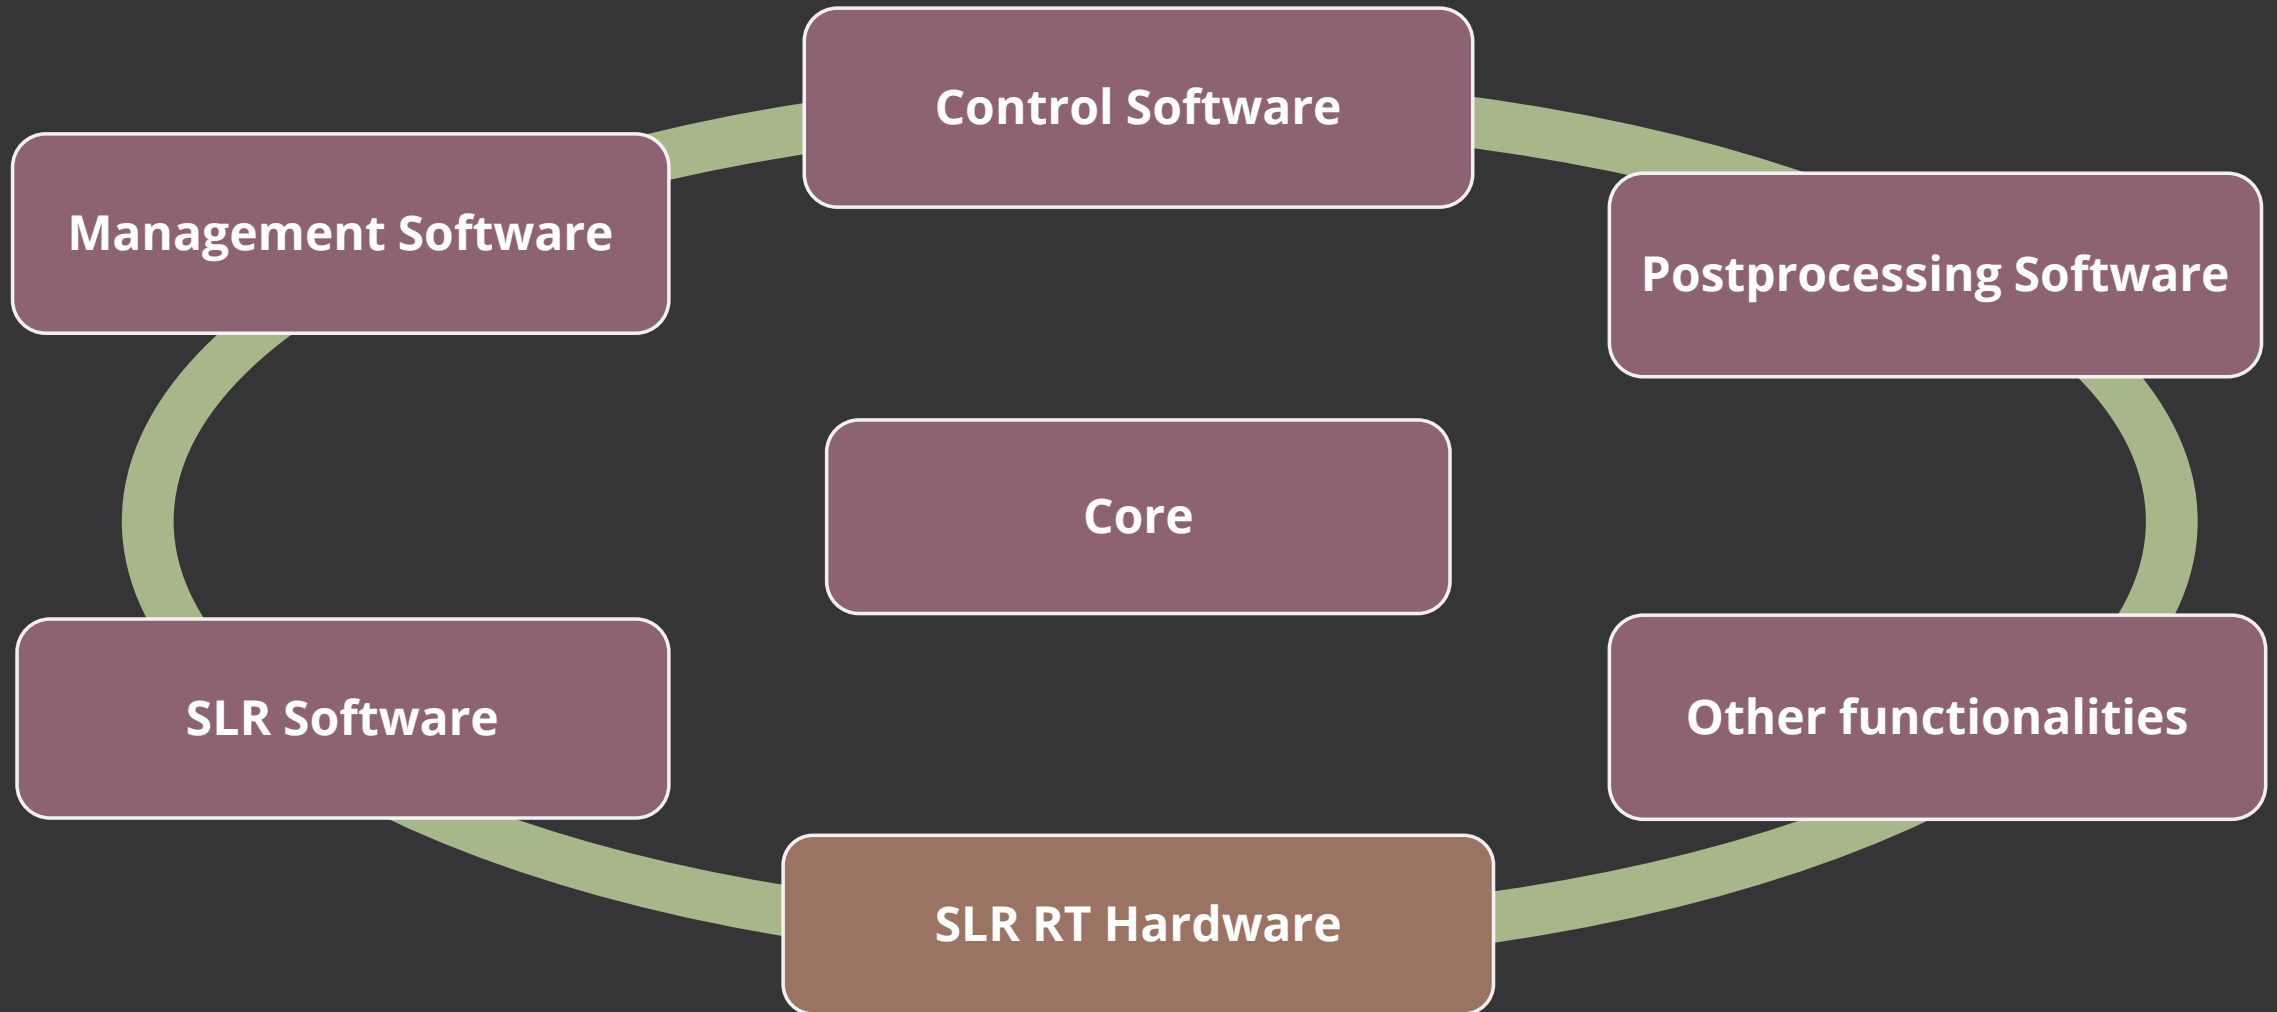 Control Software
Management Software
Postprocessing Software
Core
SLR Software
Other functionalities
SLR RT Hardware